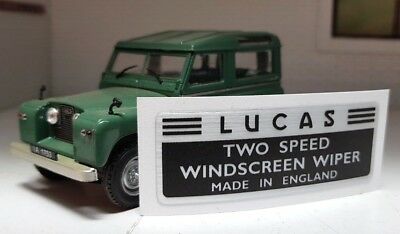 LUCAS
TWO SPEED
WINDSCREEN WIPER
MADE IN ENGLAND